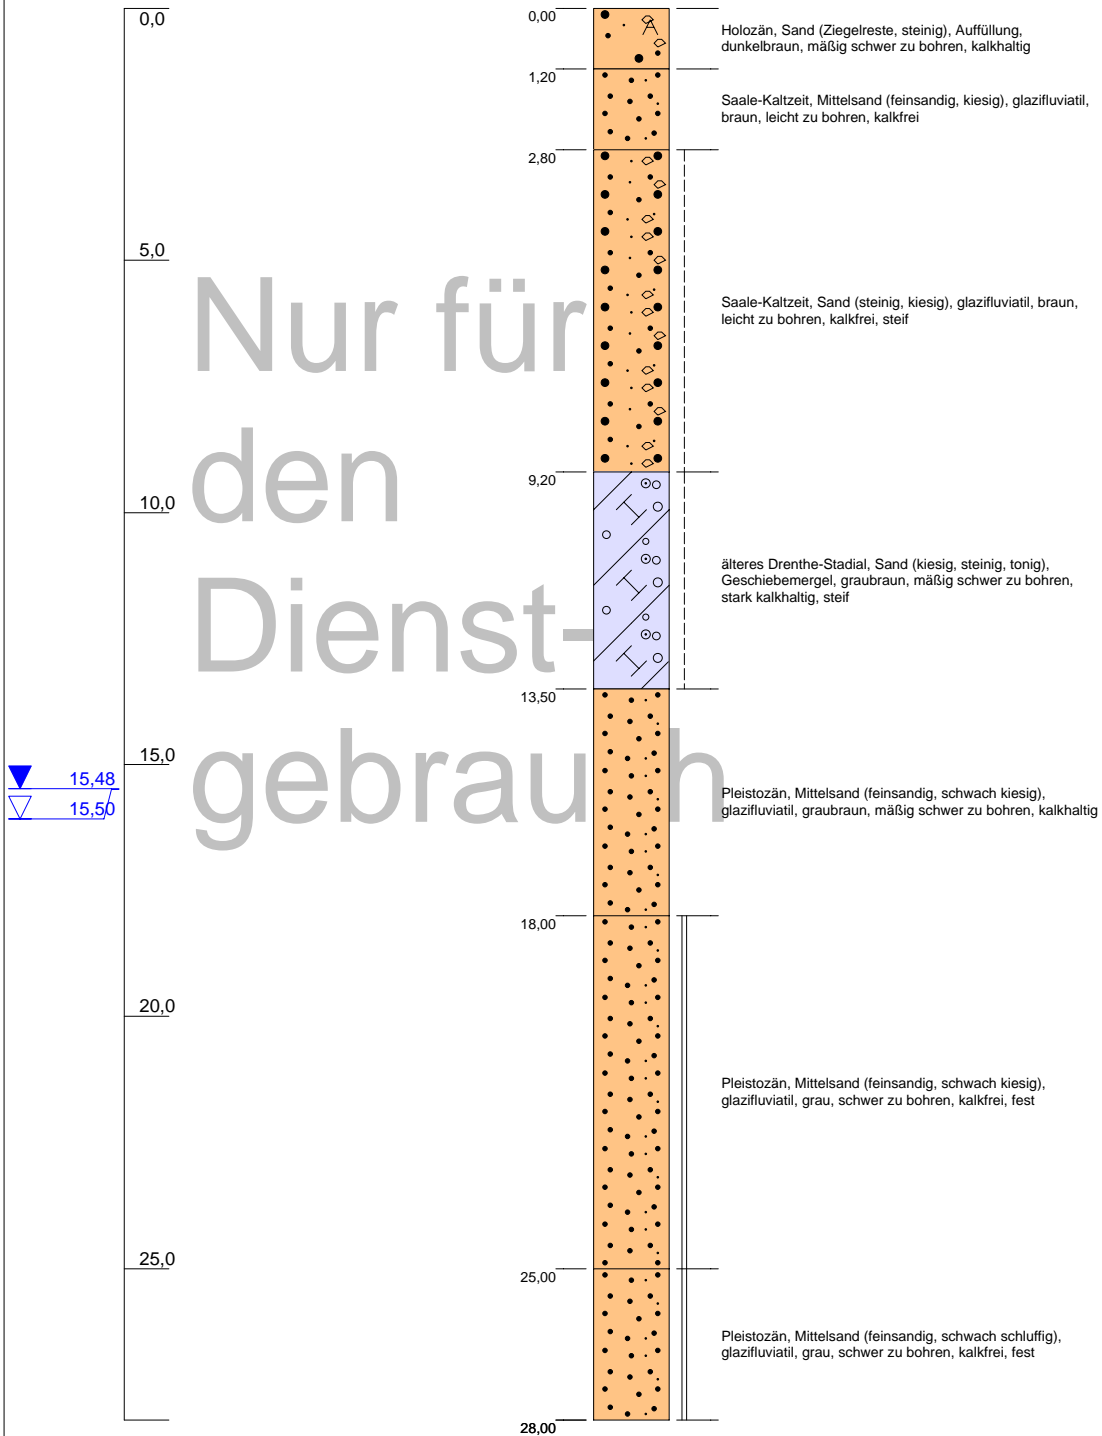 0,0
0,00
Holozän, Sand (Ziegelreste, steinig), Auffüllung,
dunkelbraun, mäßig schwer zu bohren, kalkhaltig
1,20
Saale-Kaltzeit, Mittelsand (feinsandig, kiesig), glazifluviatil,
braun, leicht zu bohren, kalkfrei
2,80
5,0
Nur für
Saale-Kaltzeit, Sand (steinig, kiesig), glazifluviatil, braun,
leicht zu bohren, kalkfrei, steif
den
9,20
10,0
älteres Drenthe-Stadial, Sand (kiesig, steinig, tonig),
Geschiebemergel, graubraun, mäßig schwer zu bohren,
stark kalkhaltig, steif
Dienst-
13,50
15,0
gebrauch
15,48
15,50
Pleistozän, Mittelsand (feinsandig, schwach kiesig),
glazifluviatil, graubraun, mäßig schwer zu bohren, kalkhaltig
18,00
20,0
Pleistozän, Mittelsand (feinsandig, schwach kiesig),
glazifluviatil, grau, schwer zu bohren, kalkfrei, fest
25,0
25,00
Pleistozän, Mittelsand (feinsandig, schwach schluffig),
glazifluviatil, grau, schwer zu bohren, kalkfrei, fest
28,00